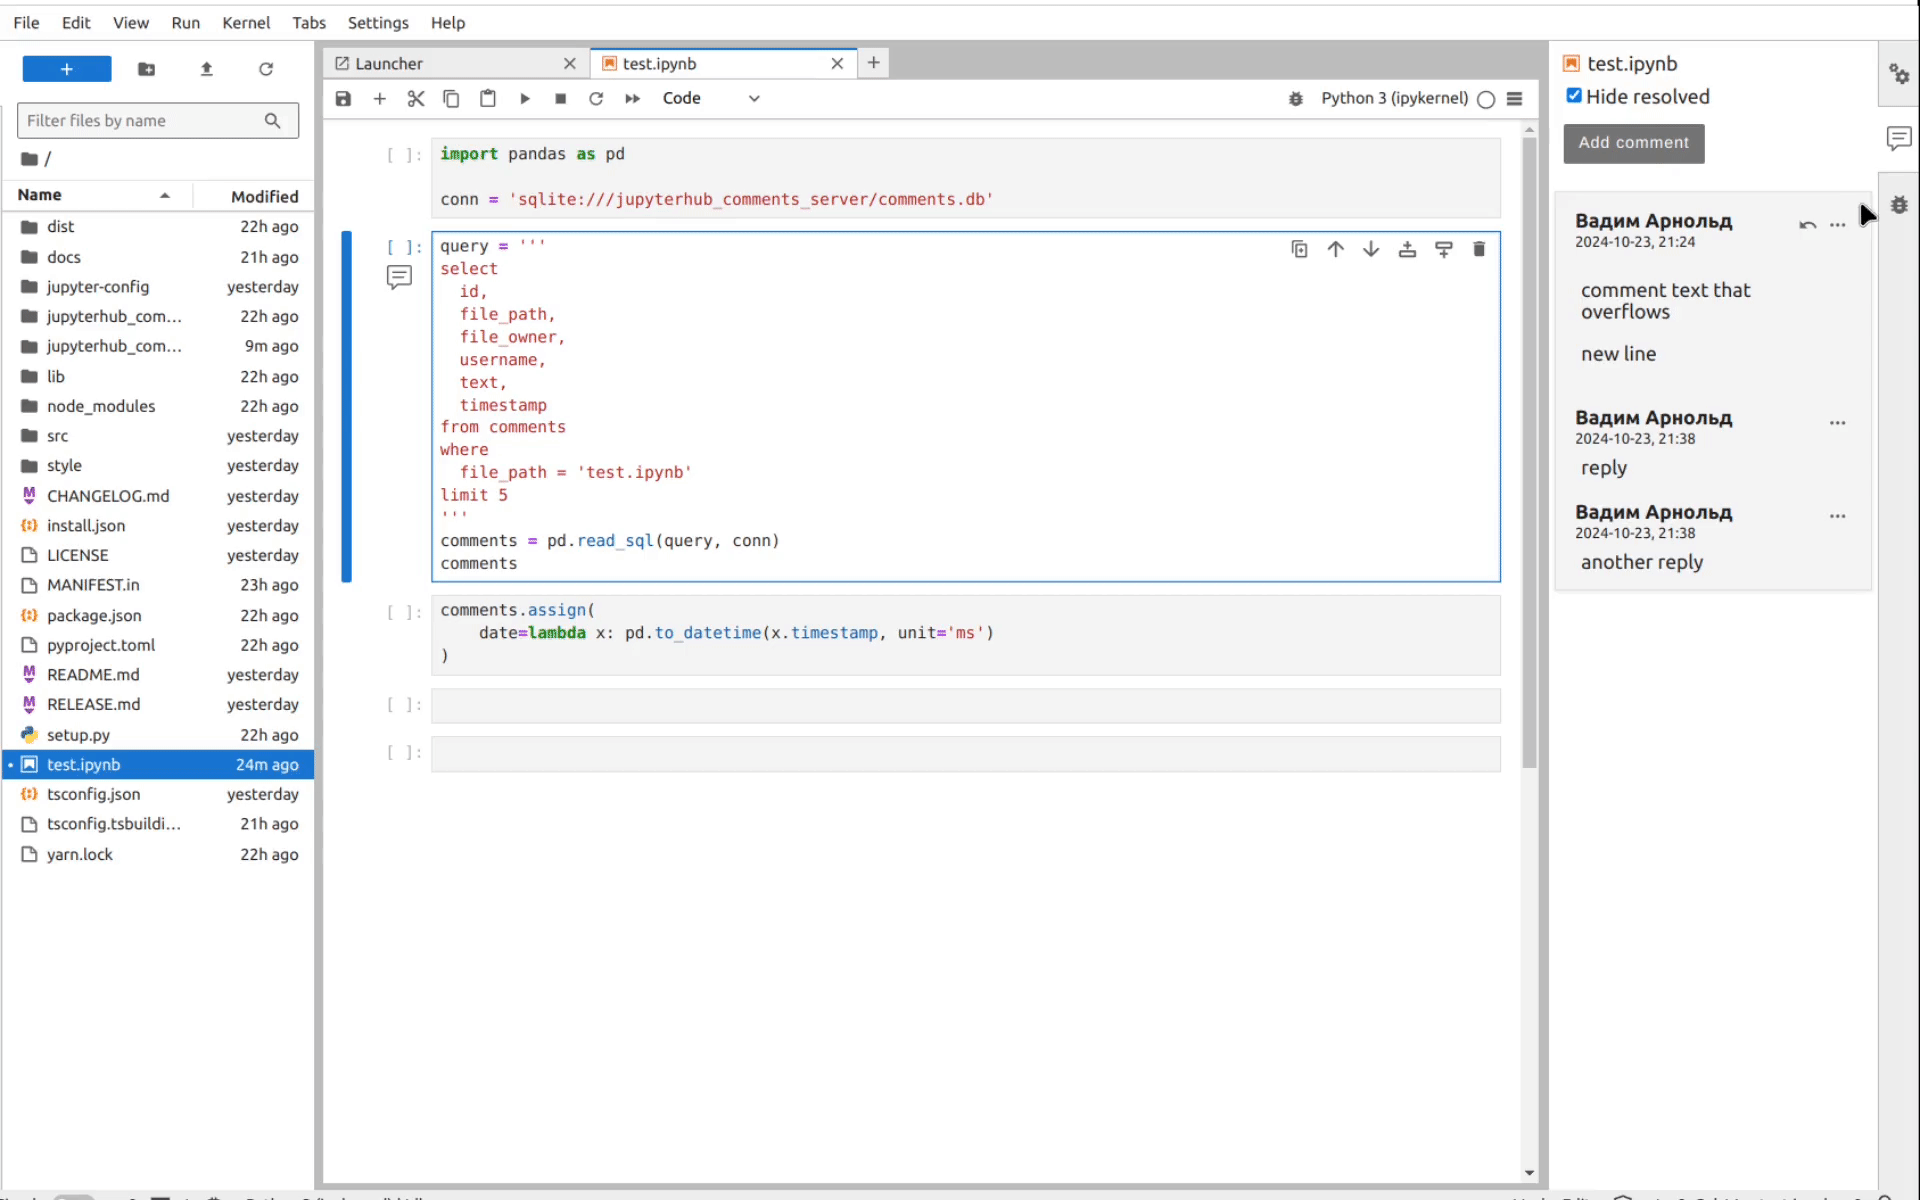 File Edit View Run Kernel Tabs Settings Help
Launcher
test.ipynb
Filter files by name
/
Name Modified
dist 22h ago
docs 21h ago
jupyter-config yesterday
jupyterhub_com... 22h ago
jupyterhub_com... 9m ago
lib 22h ago
node_modules 22h ago
src yesterday
style yesterday
CHANGELOG.md yesterday
install.json yesterday
LICENSE yesterday
MANIFEST.in 23h ago
package.json 22h ago
pyproject.toml 22h ago
README.md yesterday
RELEASE.md yesterday
setup.py 22h ago
test.ipynb 24m ago
tsconfig.json yesterday
tsconfig.tsbuildi... 21h ago
yarn.lock 22h ago
Code
Python 3 (ipykernel)
[ ]:
import pandas as pd
conn = 'sqlite:///jupyterhub_comments_server/comments.db'
[ ]:
query = '''
select
id,
file_path,
file_owner,
username,
text,
timestamp
from comments
where
file_path = 'test.ipynb'
limit 5
'''
comments = pd.read_sql(query, conn)
comments
[ ]:
comments.assign(
date=lambda x: pd.to_datetime(x.timestamp, unit='ms')
)
[ ]:
[ ]:
test.ipynb
Hide resolved
Add comment
Вадим Арнольд
2024-10-23, 21:24
comment text that
overflows
new line
Вадим Арнольд
2024-10-23, 21:38
reply
Вадим Арнольд
2024-10-23, 21:38
another reply